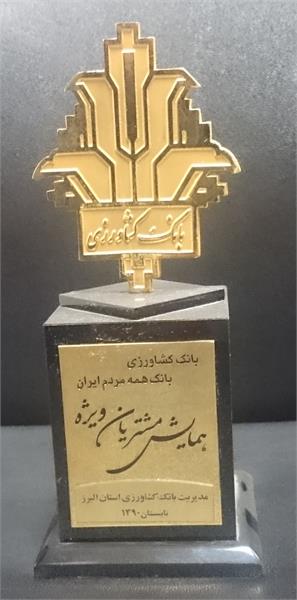 بانک کشاورزی
بانک کشاورزی
بانک همه مردم ایران
همایش مشتریان ویژه
مدیریت بانک کشاورزی استان البرز
تابستان ۱۳۹۰